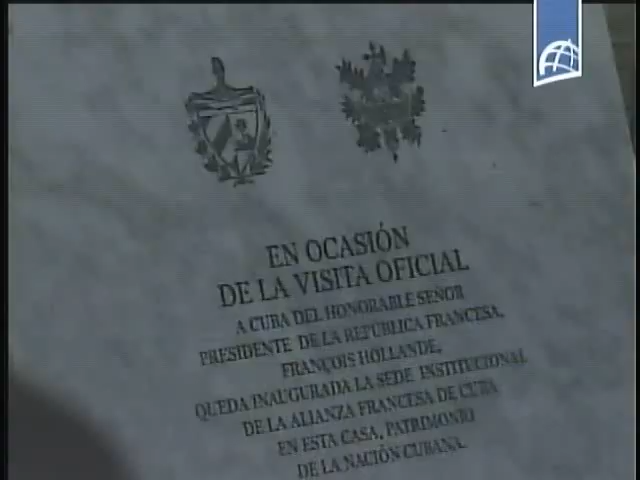 EN OCASIÓN
DE LA VISITA OFICIAL
A CUBA DEL HONORABLE SEÑOR
PRESIDENTE DE LA REPÚBLICA FRANCESA,
FRANÇOIS HOLLANDE,
QUEDA INAUGURADA LA SEDE INSTITUCIONAL
DE LA ALIANZA FRANCESA DE CUBA
EN ESTA CASA, PATRIMONIO
DE LA NACIÓN CUBANA.